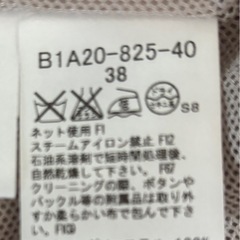 B1A20-825-40
38
ドライ
S8
ネット使用 F1
スチームアイロン禁止 F12
石油系溶剤で短時間処理後、
自然乾燥して下さい。F67
クリーニングの際、ボタンや
バックル等の附属品は取り
外すか布で包んで下さい。